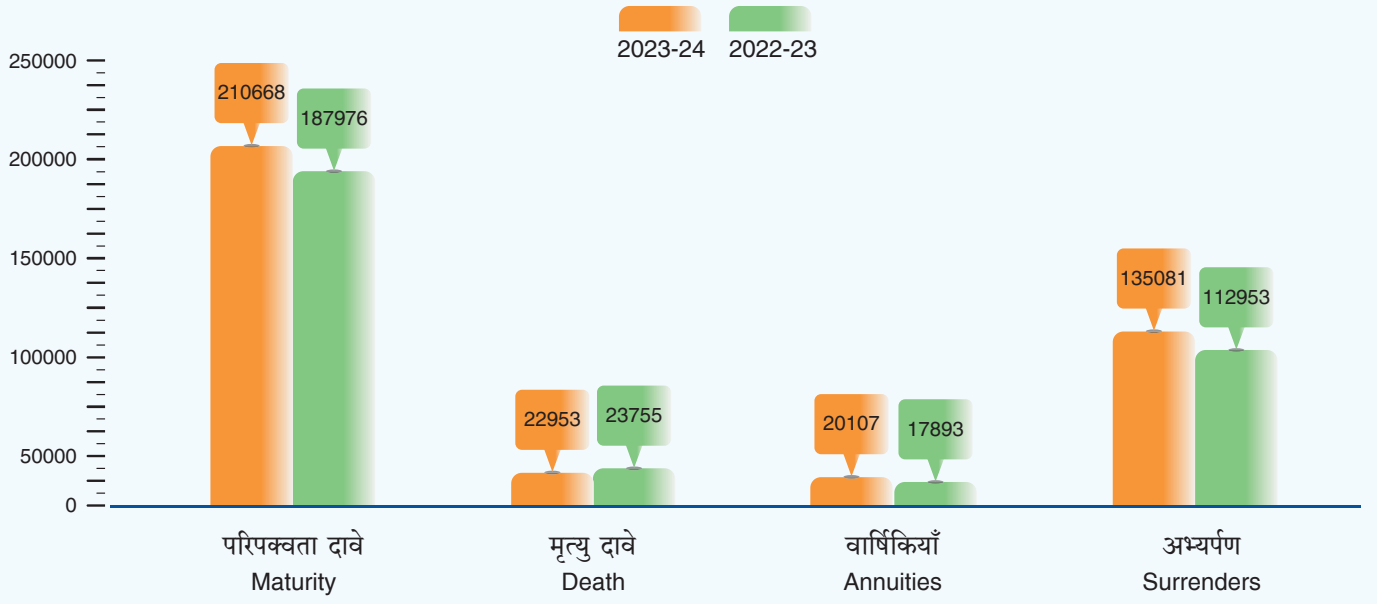 2023-24 2022-23
250000
200000
150000
100000
50000
0
210668
187976
22953
23755
20107
17893
135081
112953
परिपक्वता दावे
Maturity
मृत्यु दावे
Death
वार्षिकियाँ
Annuities
अभ्यर्पण
Surrenders